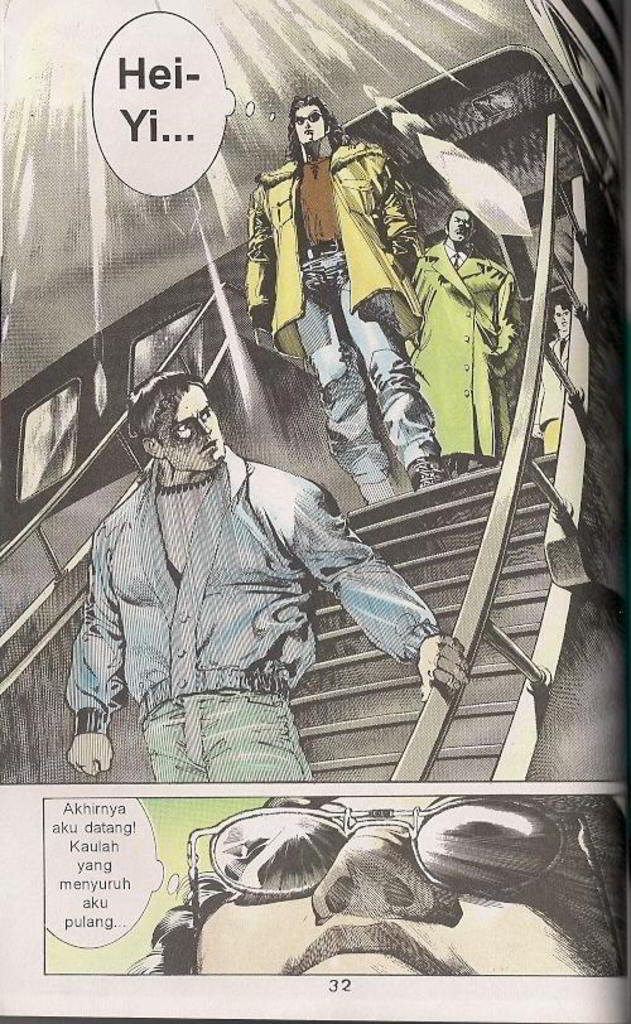 Hei-
Yi...
Akhirnya
aku datang!
Kaulah
yang
menyuruh
aku
pulang...
32